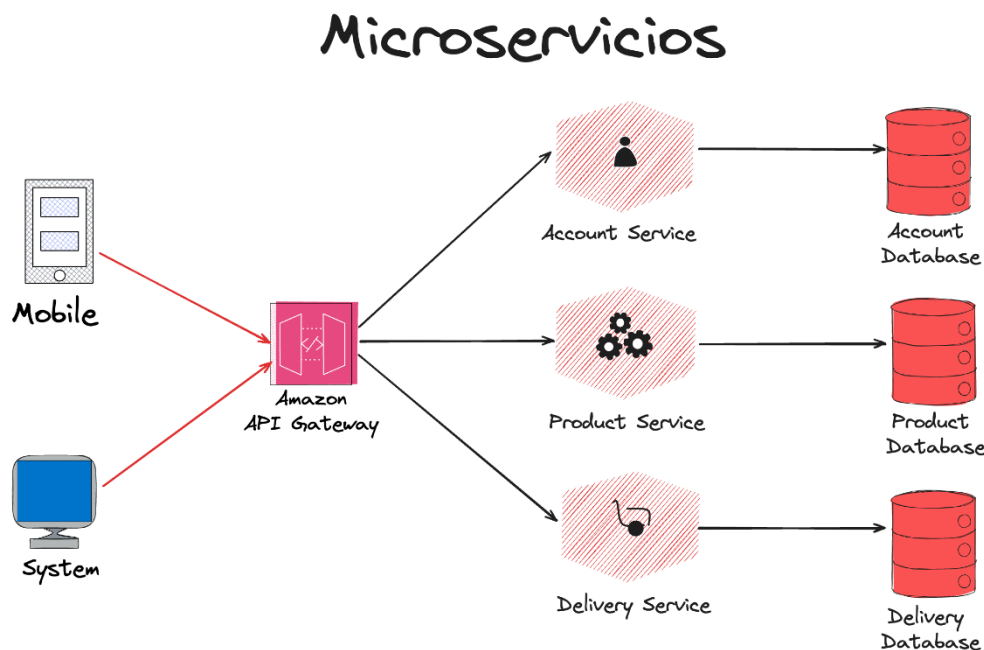 Microservicios
Mobile
System
Amazon
API Gateway
Account Service
Product Service
Delivery Service
Account
Database
Product
Database
Delivery
Database